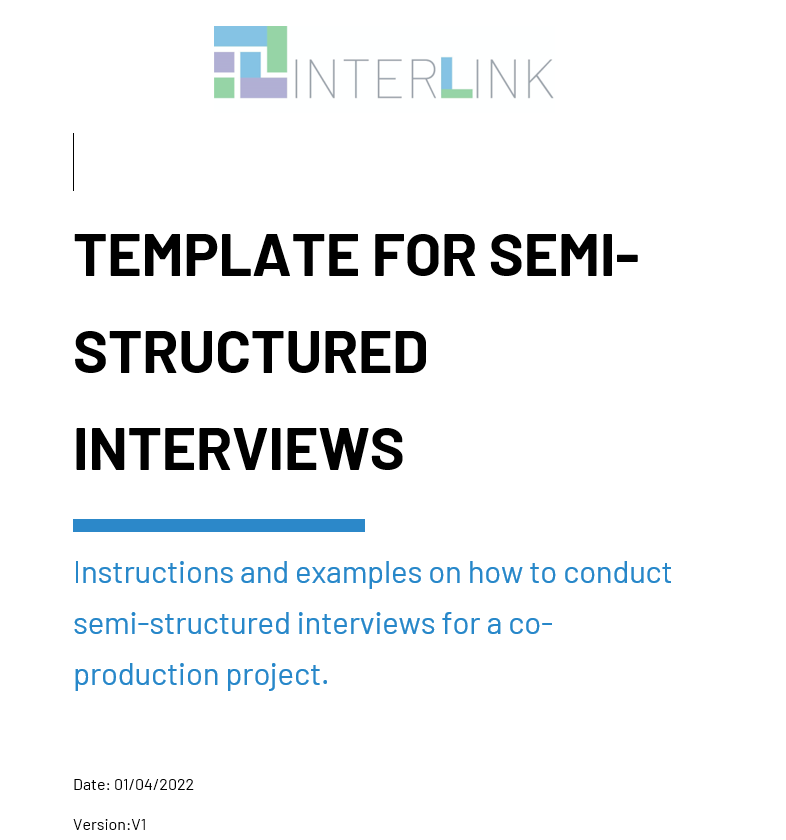 INTERLINK
TEMPLATE FOR SEMI-
STRUCTURED
INTERVIEWS
Instructions and examples on how to conduct
semi-structured interviews for a co-
production project.
Date: 01/04/2022
Version:V1